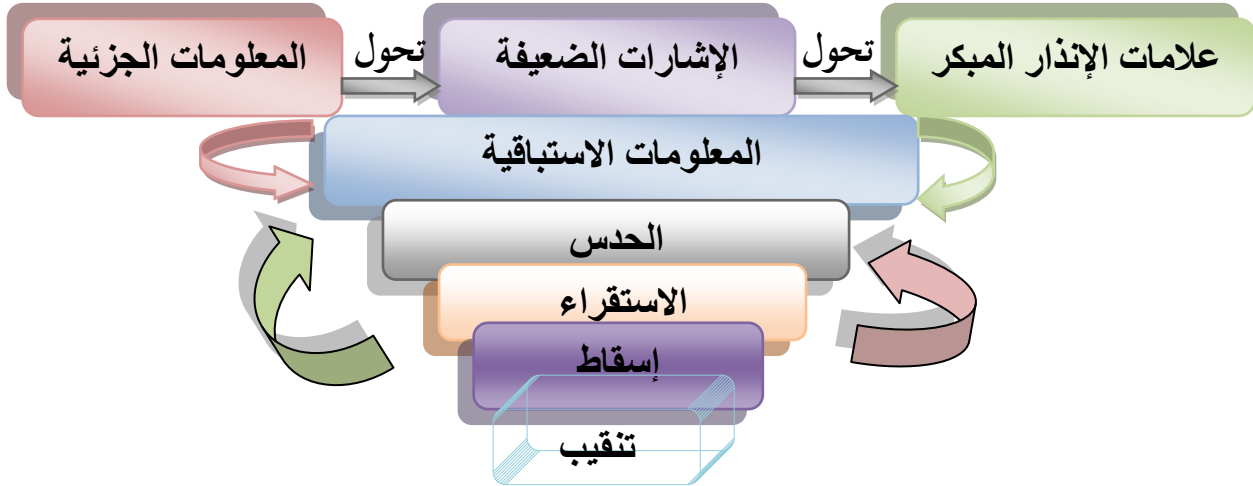 المعلومات الجزئية
تحول
الإشارات الضعيفة
تحول
علامات الإنذار المبكر
المعلومات الاستباقية
الحدس
الاستقراء
إسقاط
تنقيب